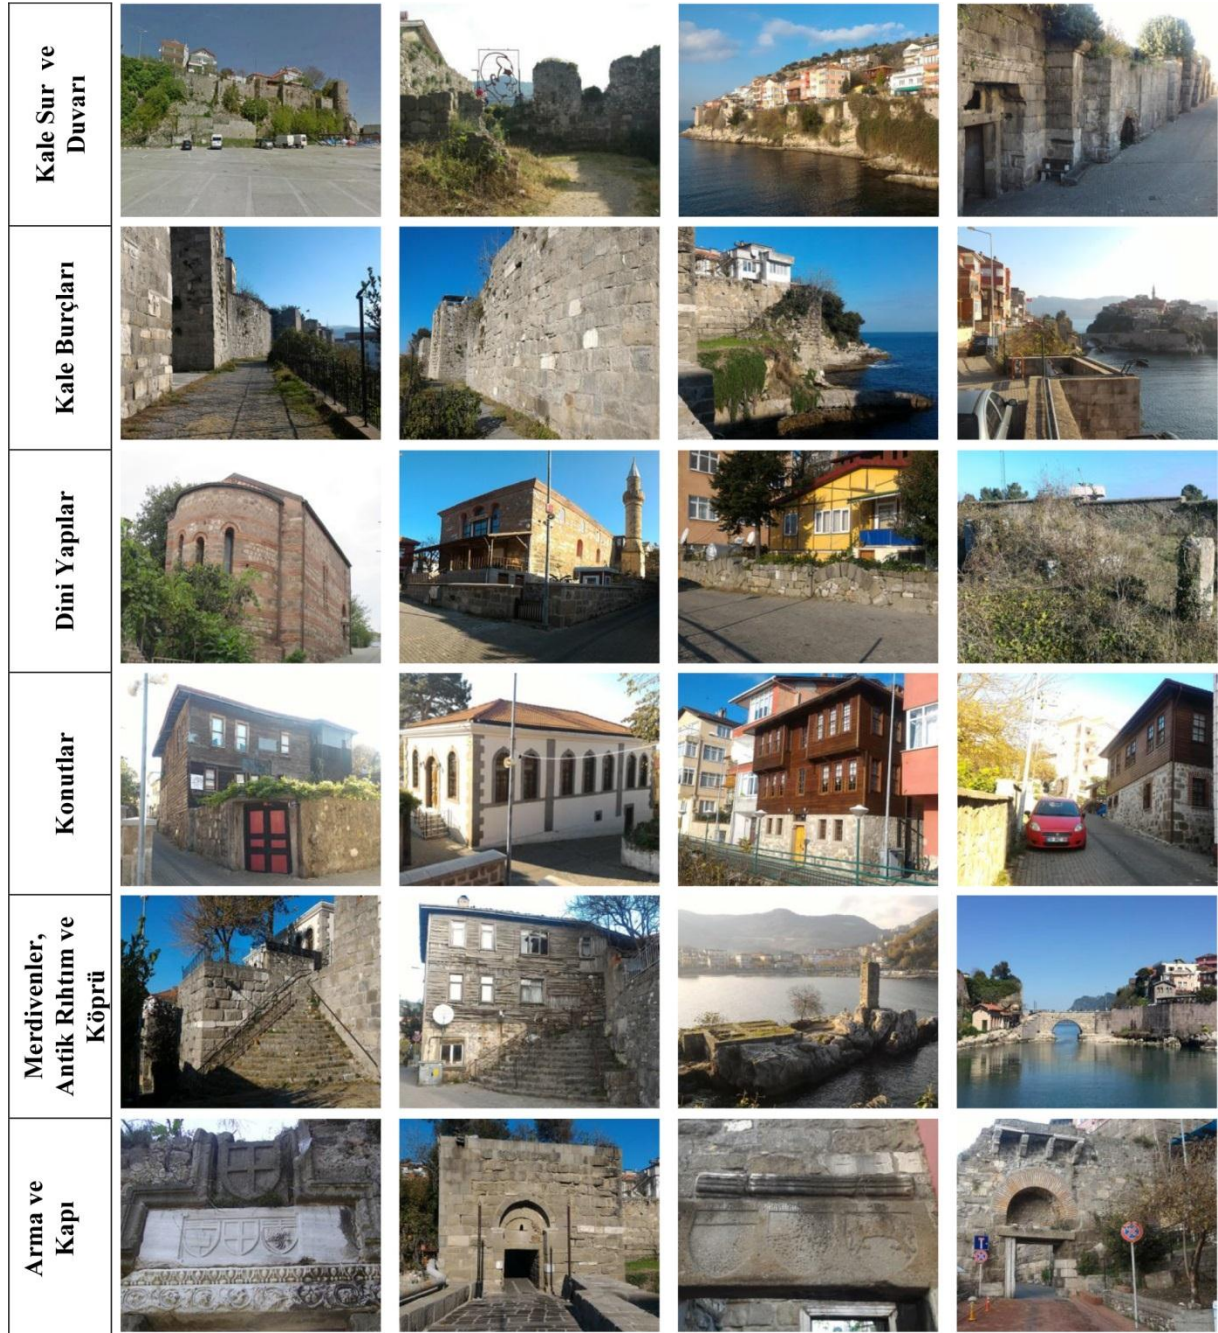 Kale Sur ve
Duvarı
Kale Burçları
Dini Yapılar
Konutlar
Merdivenler,
Antik Rıhtım ve
Köprü
Arma ve
Kapı